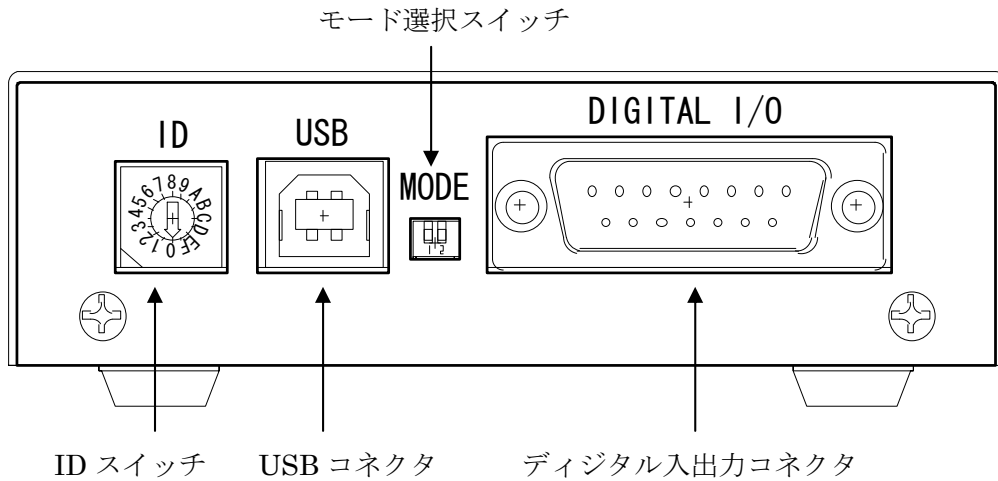 モード選択スイッチ
ID
USB
MODE
DIGITAL I/O
0123456789ABCDEF
1 2
ID スイッチ
USB コネクタ
ディジタル入出力コネクタ